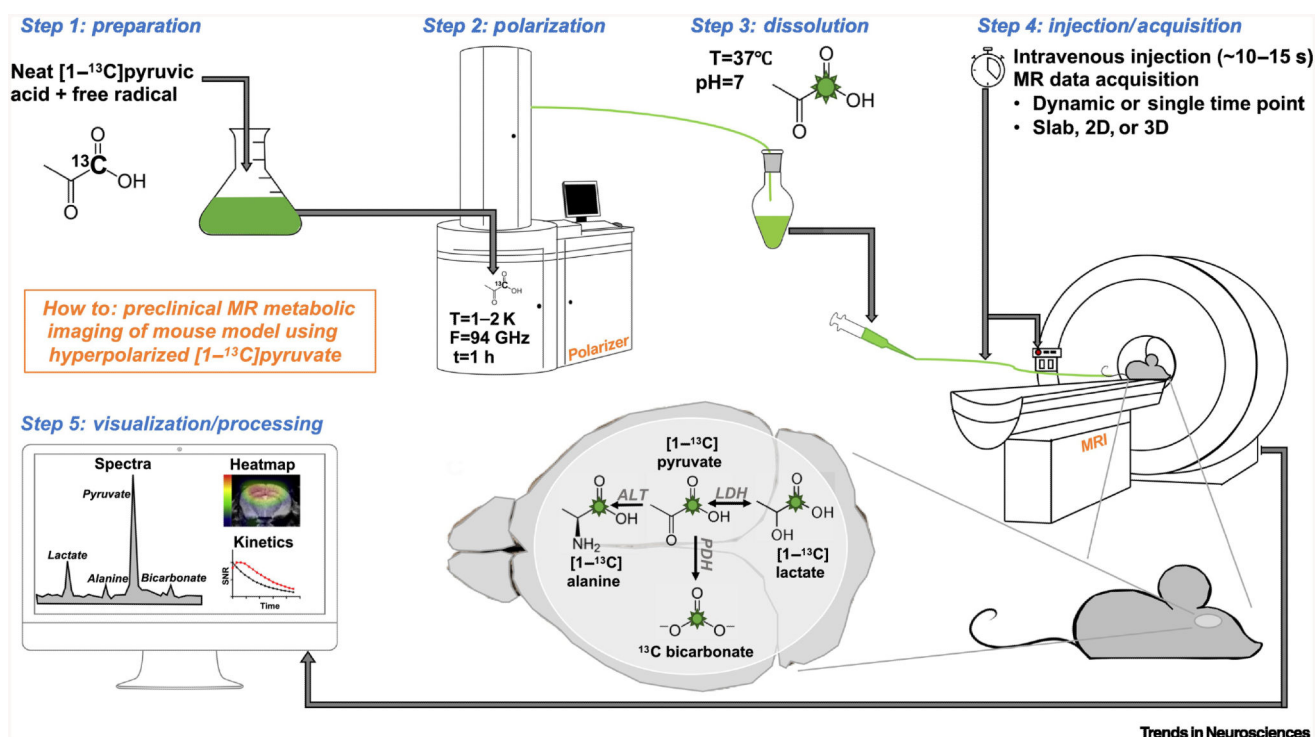 Step 1: preparation
Neat [1–¹³C]pyruvic
acid + free radical
¹³C
OH
O
Step 2: polarization
O
¹³C
OH
O
T=1–2 K
F=94 GHz
t=1 h
Polarizer
Step 3: dissolution
T=37℃
pH=7
O
OH
O
Step 4: injection/acquisition
Intravenous injection (~10–15 s)
MR data acquisition
• Dynamic or single time point
• Slab, 2D, or 3D
MRI
How to: preclinical MR metabolic
imaging of mouse model using
hyperpolarized [1–¹³C]pyruvate
Step 5: visualization/processing
Spectra
Pyruvate
Lactate
Alanine
Bicarbonate
Heatmap
Kinetics
SNR
Time
[1–¹³C]
pyruvate
O
OH
O
ALT
LDH
PDH
O
OH
NH₂
[1–¹³C]
alanine
O
OH
OH
[1–¹³C]
lactate
O
⁻O
O⁻
¹³C bicarbonate
Trends in Neurosciences